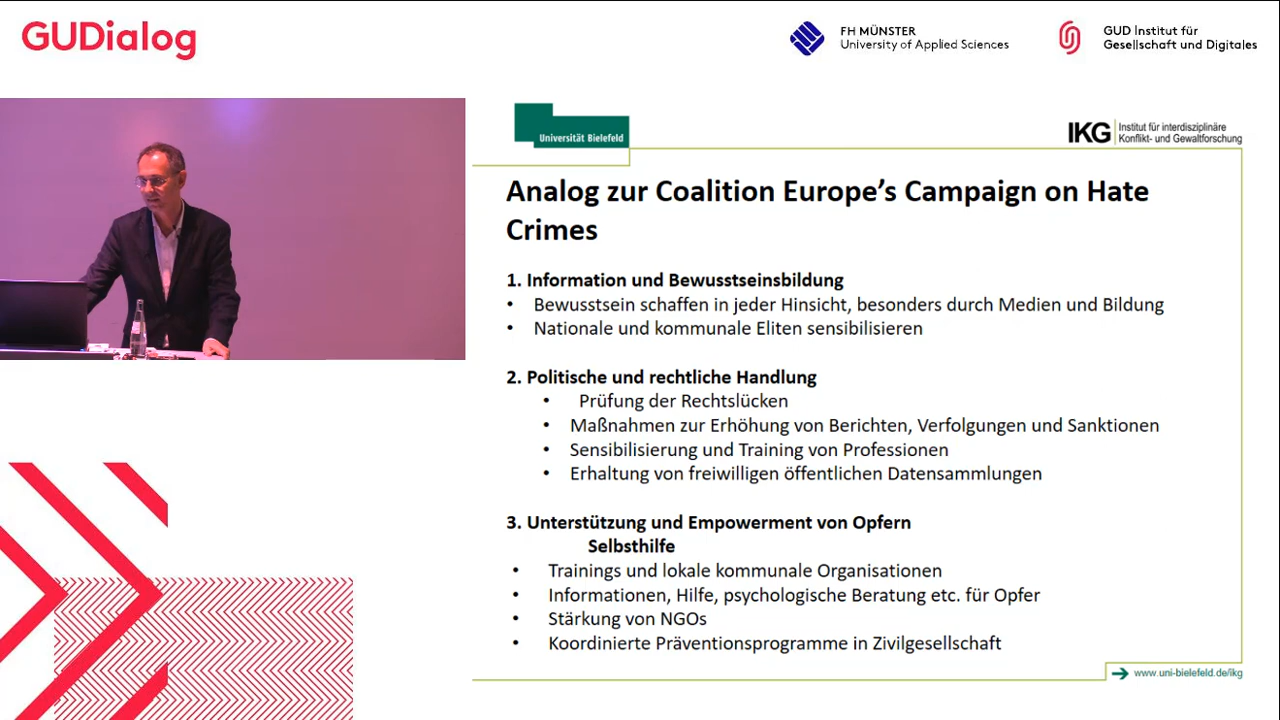 GUDialog
FH MÜNSTER
University of Applied Sciences
GUD Institut für
Gesellschaft und Digitales
Universität Bielefeld
IKG
Institut für interdisziplinäre
Konflikt- und Gewaltforschung
Analog zur Coalition Europe’s Campaign on Hate
Crimes
1. Information und Bewusstseinsbildung
• Bewusstsein schaffen in jeder Hinsicht, besonders durch Medien und Bildung
• Nationale und kommunale Eliten sensibilisieren
2. Politische und rechtliche Handlung
• Prüfung der Rechtslücken
• Maßnahmen zur Erhöhung von Berichten, Verfolgungen und Sanktionen
• Sensibilisierung und Training von Professionen
• Erhaltung von freiwilligen öffentlichen Datensammlungen
3. Unterstützung und Empowerment von Opfern
Selbsthilfe
• Trainings und lokale kommunale Organisationen
• Informationen, Hilfe, psychologische Beratung etc. für Opfer
• Stärkung von NGOs
• Koordinierte Präventionsprogramme in Zivilgesellschaft
www.uni-bielefeld.de/ikg